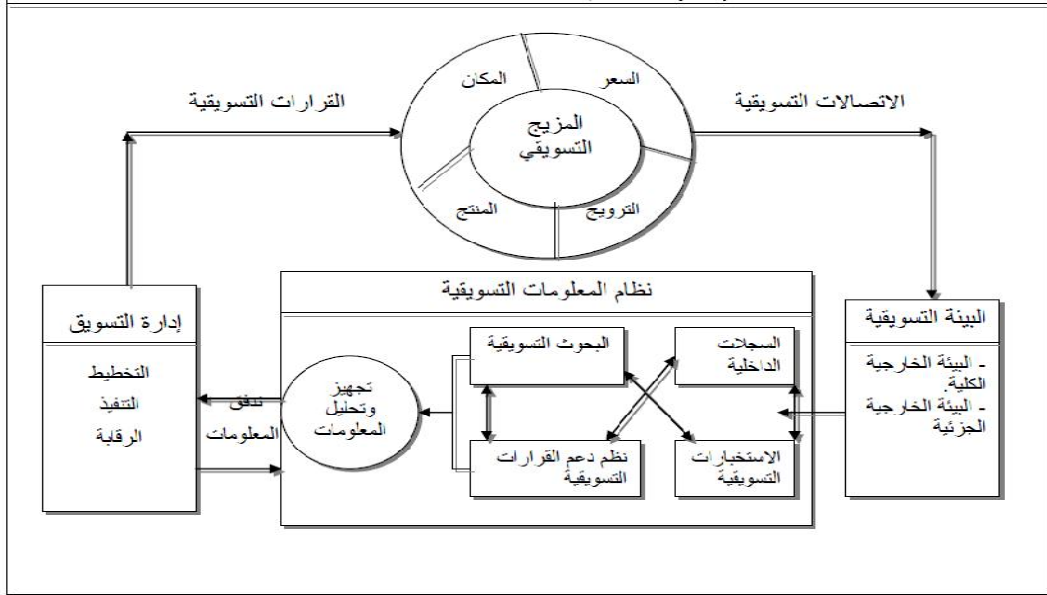 السعر
المكان
المزيج
التسويقي
الترويج
المنتج
الاتصالات التسويقية
القرارات التسويقية
البيئة التسويقية
- البيئة الخارجية
الكلية.
- البيئة الخارجية
الجزئية
نظام المعلومات التسويقية
السجلات
الداخلية
البحوث التسويقية
الاستخبارات
التسويقية
نظم دعم القرارات
التسويقية
تجهيز
وتحليل
المعلومات
تدفق
المعلومات
إدارة التسويق
التخطيط
التنفيذ
الرقابة